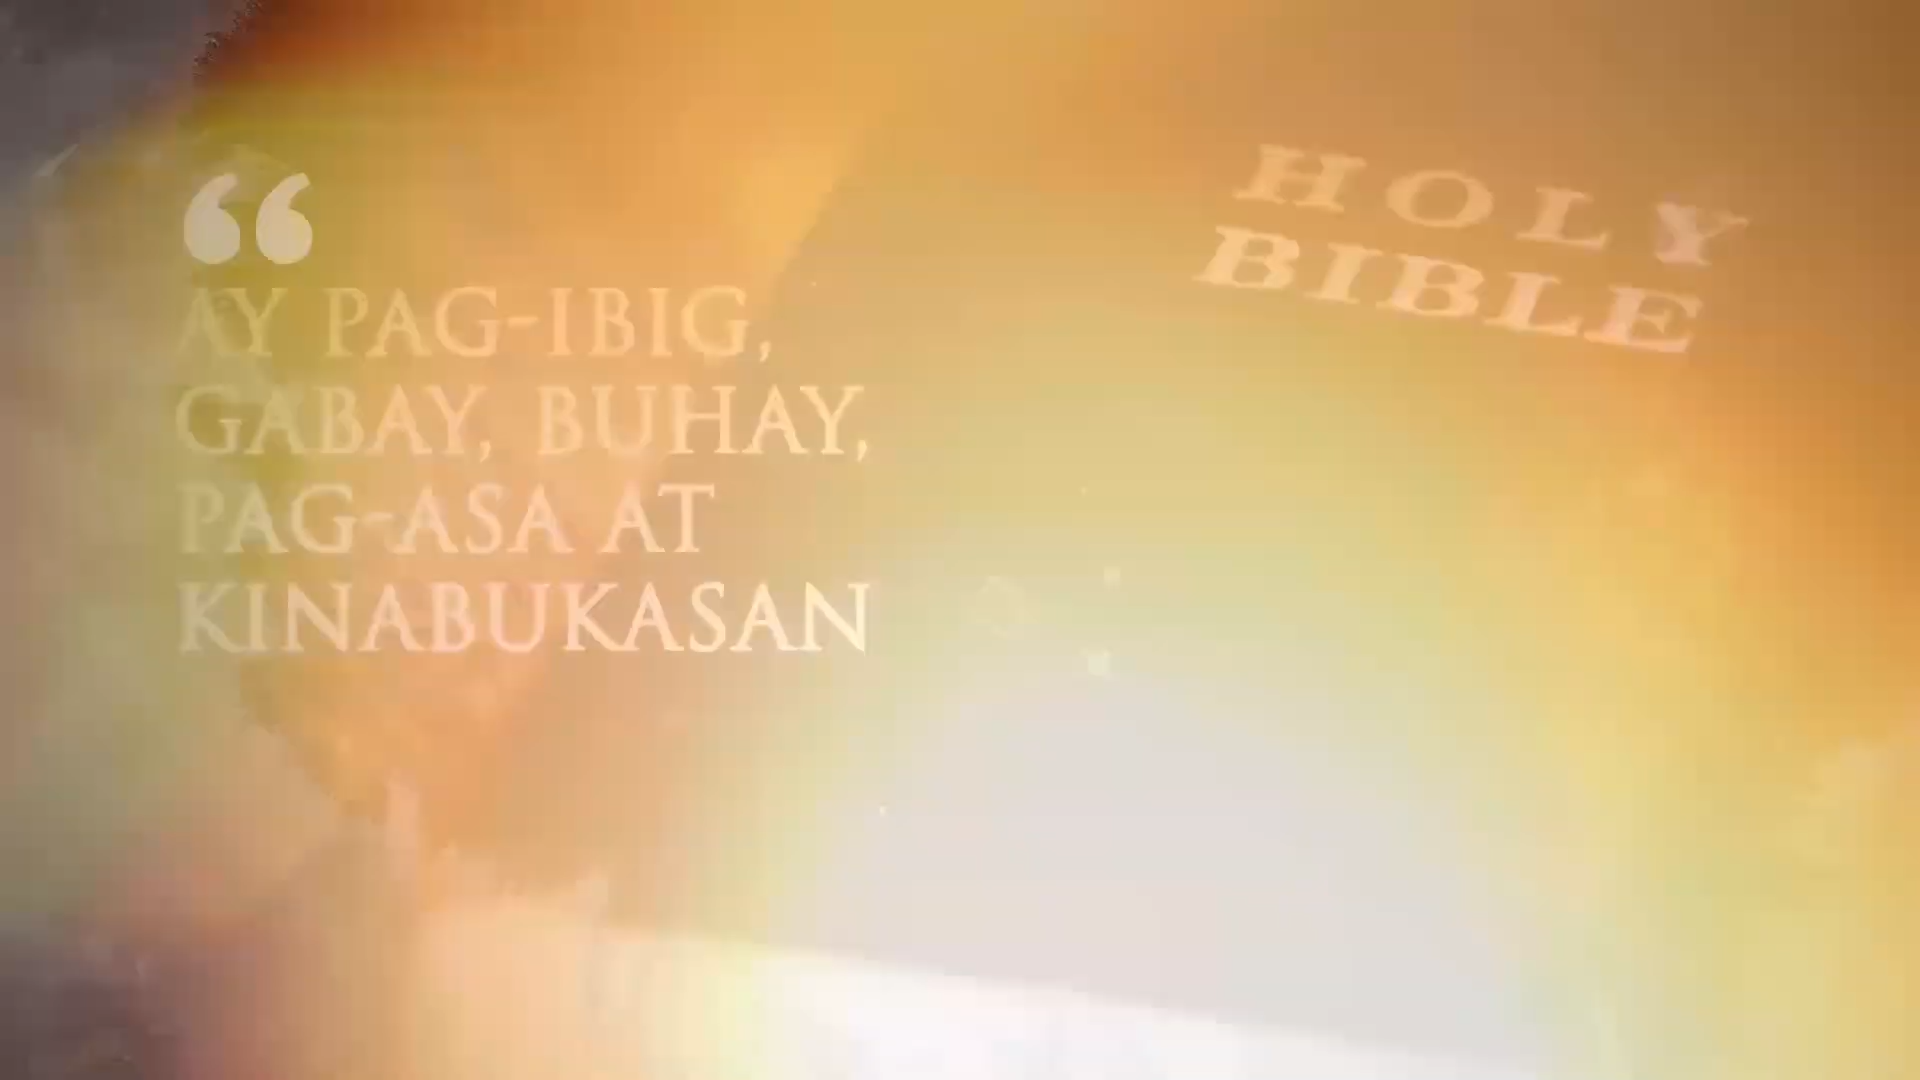 “
AY PAG-IBIG,
GABAY, BUHAY,
PAG-ASA AT
KINABUKASAN
HOLY
BIBLE